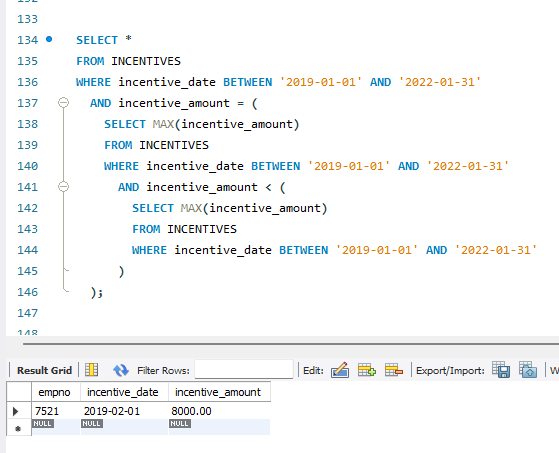 133
134 SELECT *
135 FROM INCENTIVES
136 WHERE incentive_date BETWEEN '2019-01-01' AND '2022-01-31'
137 AND incentive_amount = (
138 SELECT MAX(incentive_amount)
139 FROM INCENTIVES
140 WHERE incentive_date BETWEEN '2019-01-01' AND '2022-01-31'
141 AND incentive_amount < (
142 SELECT MAX(incentive_amount)
143 FROM INCENTIVES
144 WHERE incentive_date BETWEEN '2019-01-01' AND '2022-01-31'
145 )
146 );
147
148
Result Grid Filter Rows: Edit: Export/Import:
empno incentive_date incentive_amount
7521 2019-02-01 8000.00
NULL NULL NULL